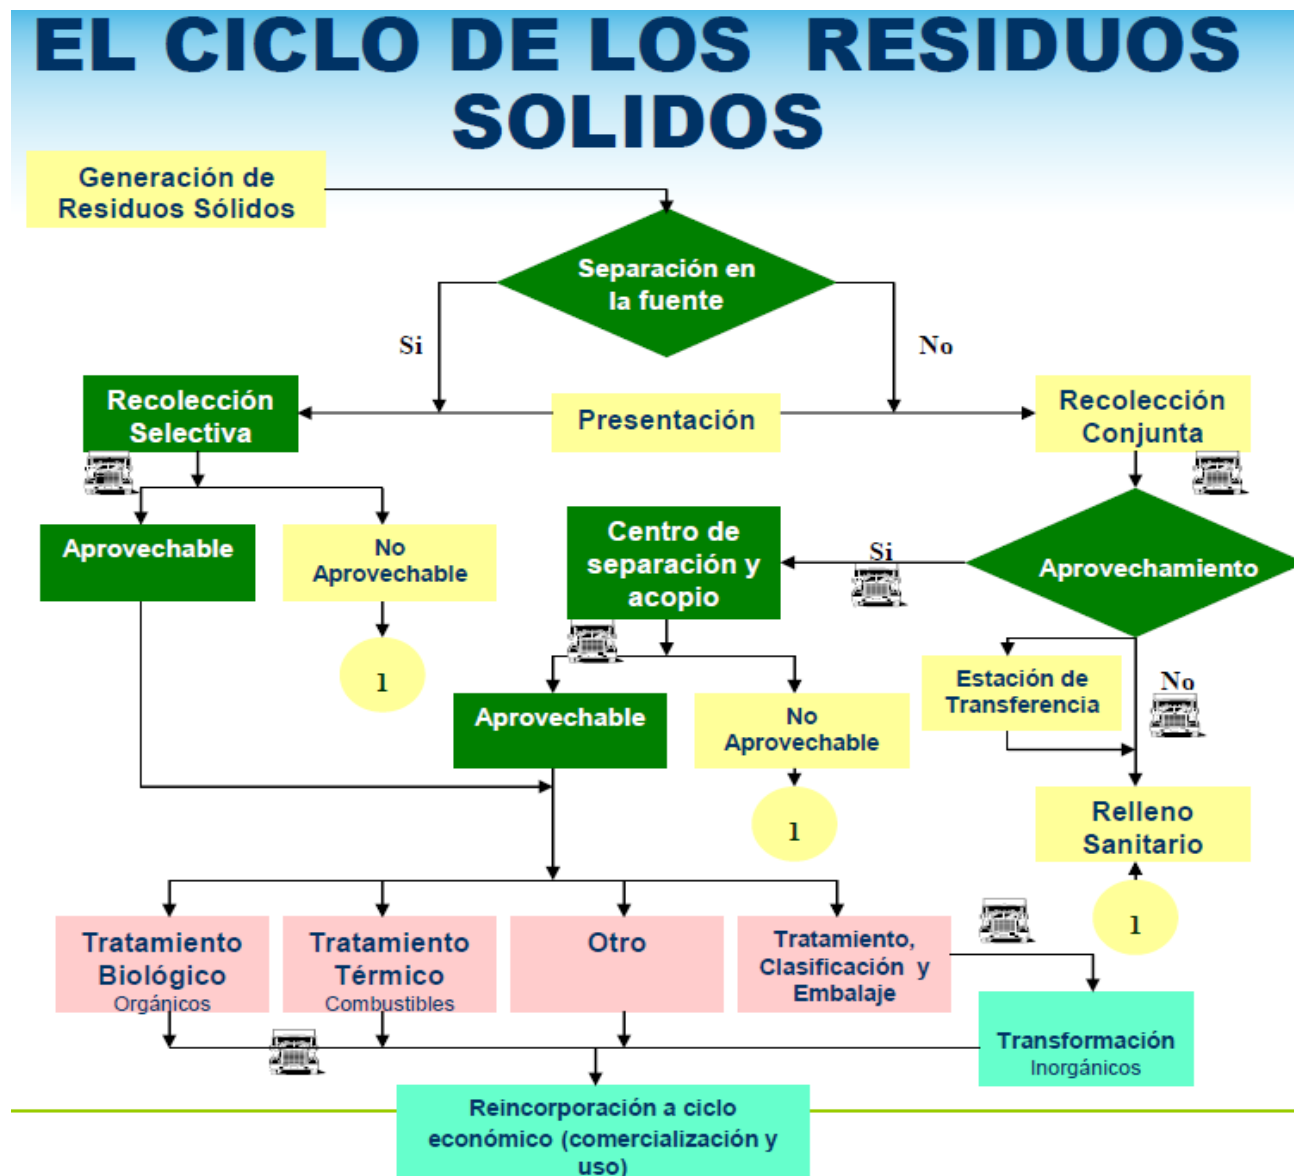 EL CICLO DE LOS RESIDUOS
SOLIDOS
Generación de
Residuos Sólidos
Separación en
la fuente
Si
No
Recolección
Selectiva
Presentación
Recolección
Conjunta
Aprovechable
No
Aprovechable
1
Centro de
separación y
acopio
Si
Aprovechamiento
Aprovechable
No
Aprovechable
1
Estación de
Transferencia
No
Relleno
Sanitario
1
Tratamiento
Biológico
Orgánicos
Tratamiento
Térmico
Combustibles
Otro
Tratamiento,
Clasificación y
Embalaje
Transformación
Inorgánicos
Reincorporación a ciclo
económico (comercialización y
uso)